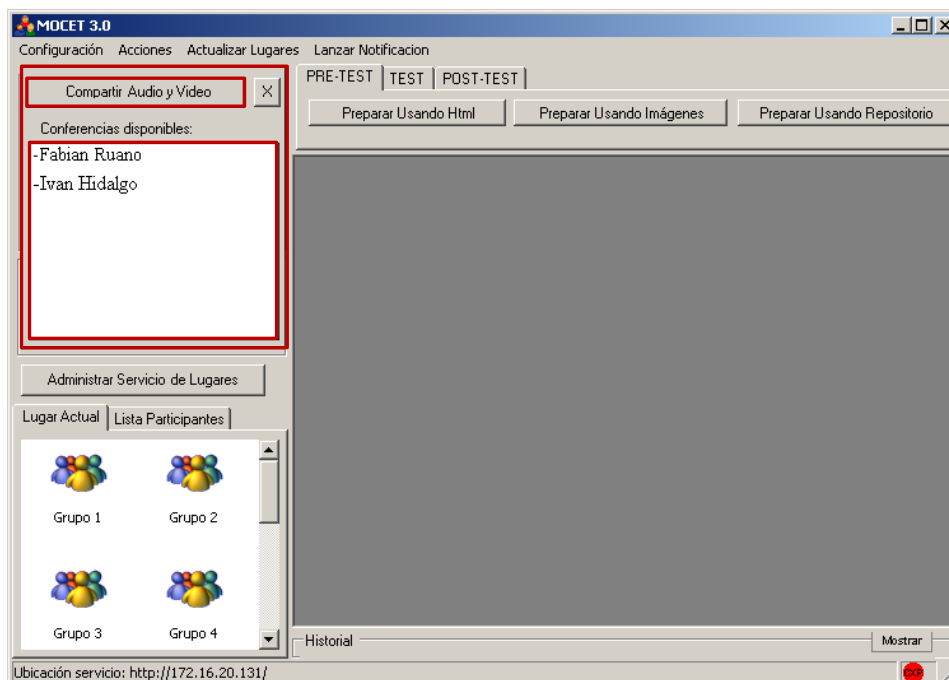 MOCET 3.0
Configuración Acciones Actualizar Lugares Lanzar Notificacion
Compartir Audio y Video X
Conferencias disponibles:
-Fabian Ruano
-Ivan Hidalgo
Administrar Servicio de Lugares
Lugar Actual Lista Participantes
Grupo 1 Grupo 2
Grupo 3 Grupo 4
PRE-TEST TEST POST-TEST
Preparar Usando Html Preparar Usando Imágenes Preparar Usando Repositorio
Historial Mostrar
Ubicación servicio: http://172.16.20.131/ CXP